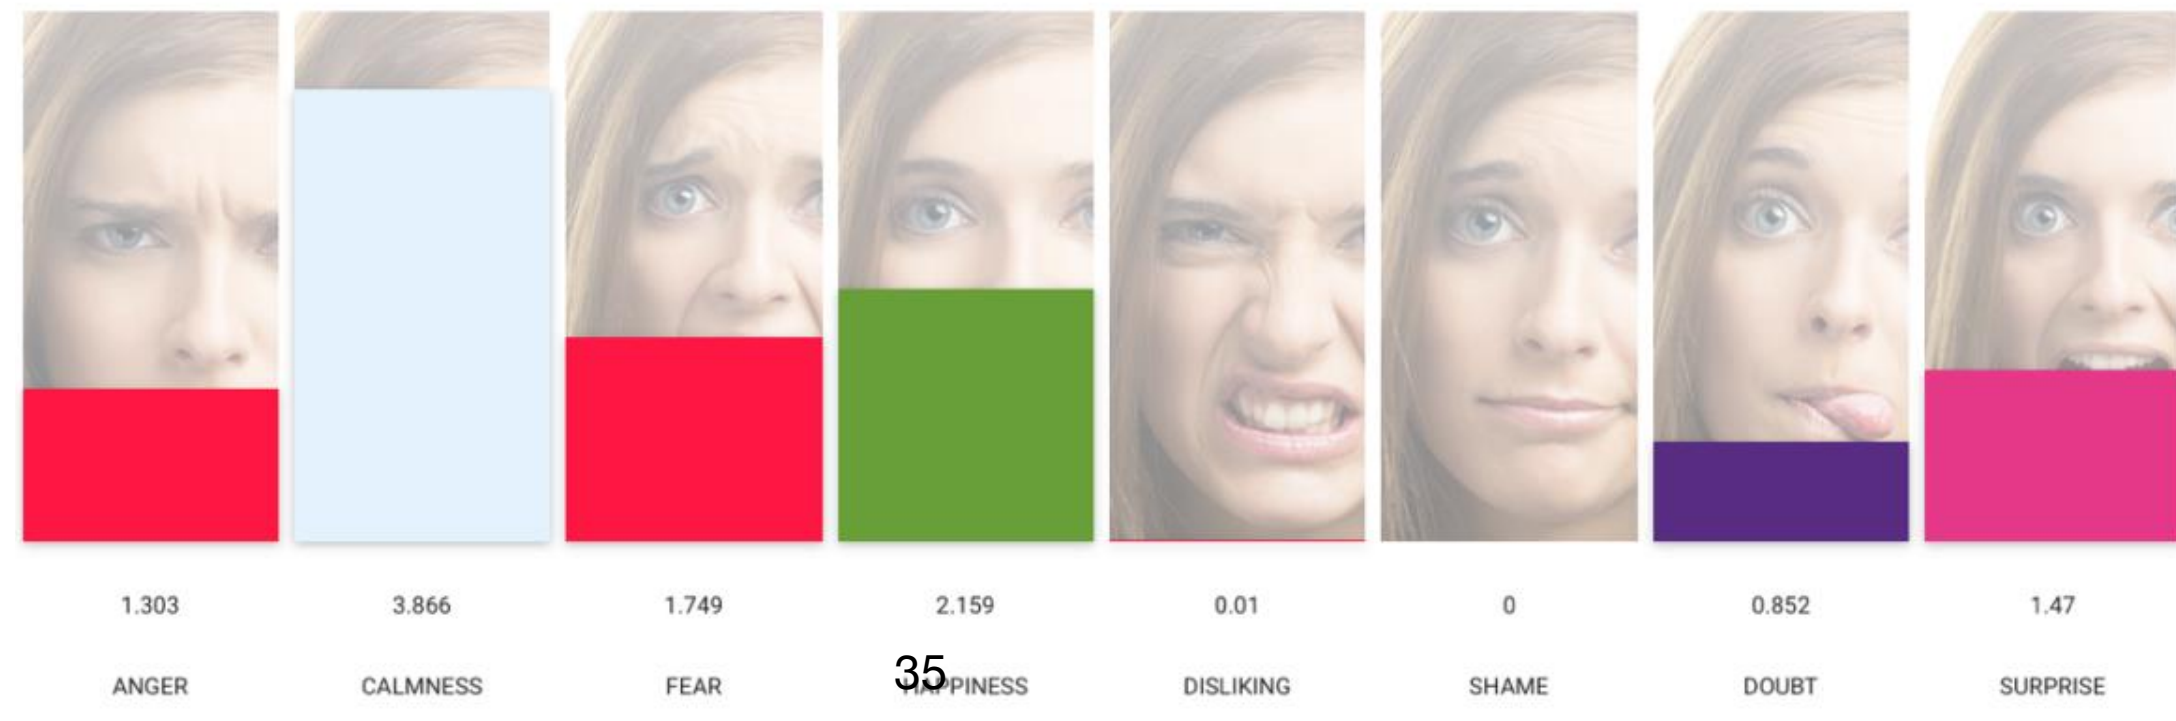 1.303 3.866 1.749 2.159 0.01 0 0.852 1.47
35
ANGER CALMNESS FEAR HAPPINESS DISLIKING SHAME DOUBT SURPRISE